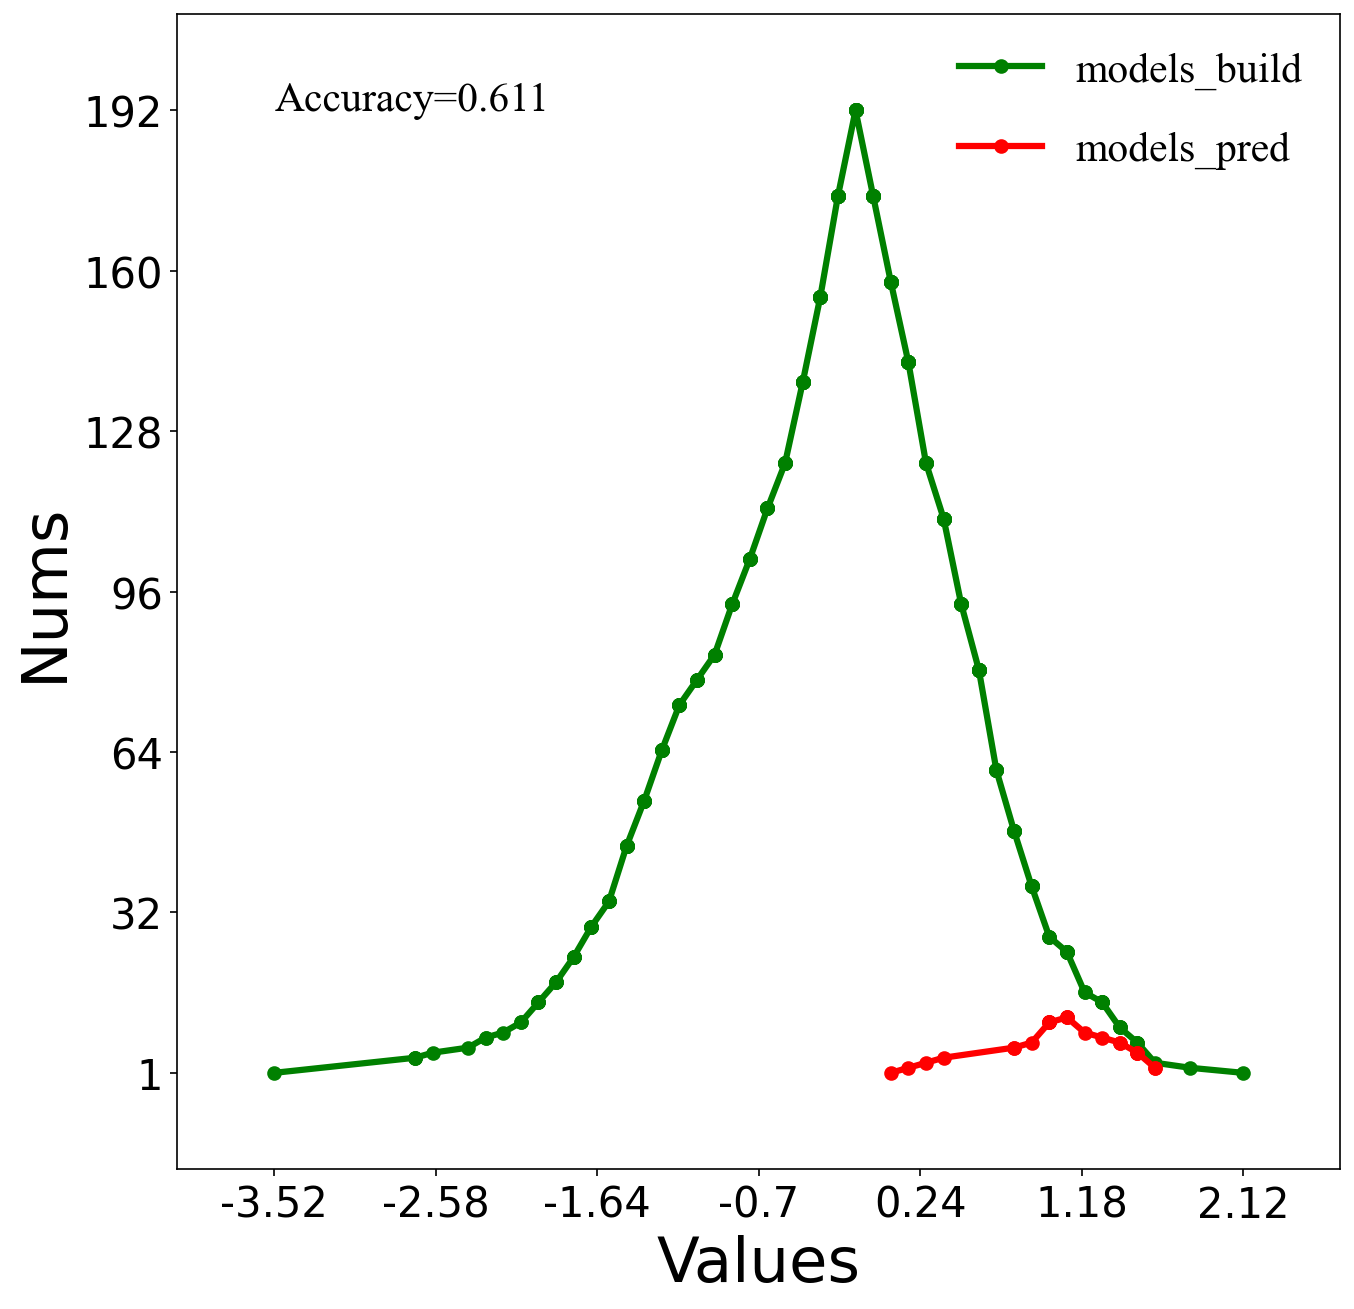 Accuracy=0.611
models_build
models_pred
192
160
128
96
64
32
1
Nums
-3.52 -2.58 -1.64 -0.7 0.24 1.18 2.12
Values